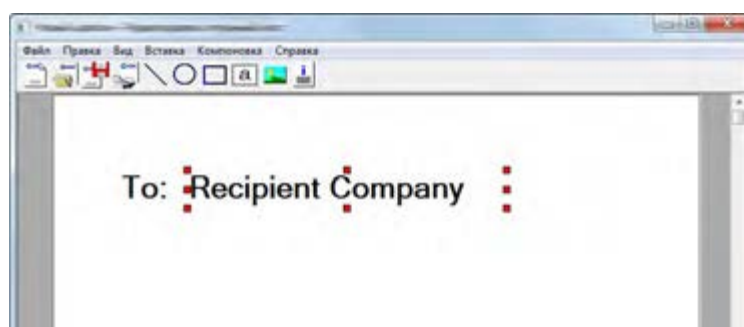 Файл Правка Вид Вставка Компоновка Справка
a
To: Recipient Company